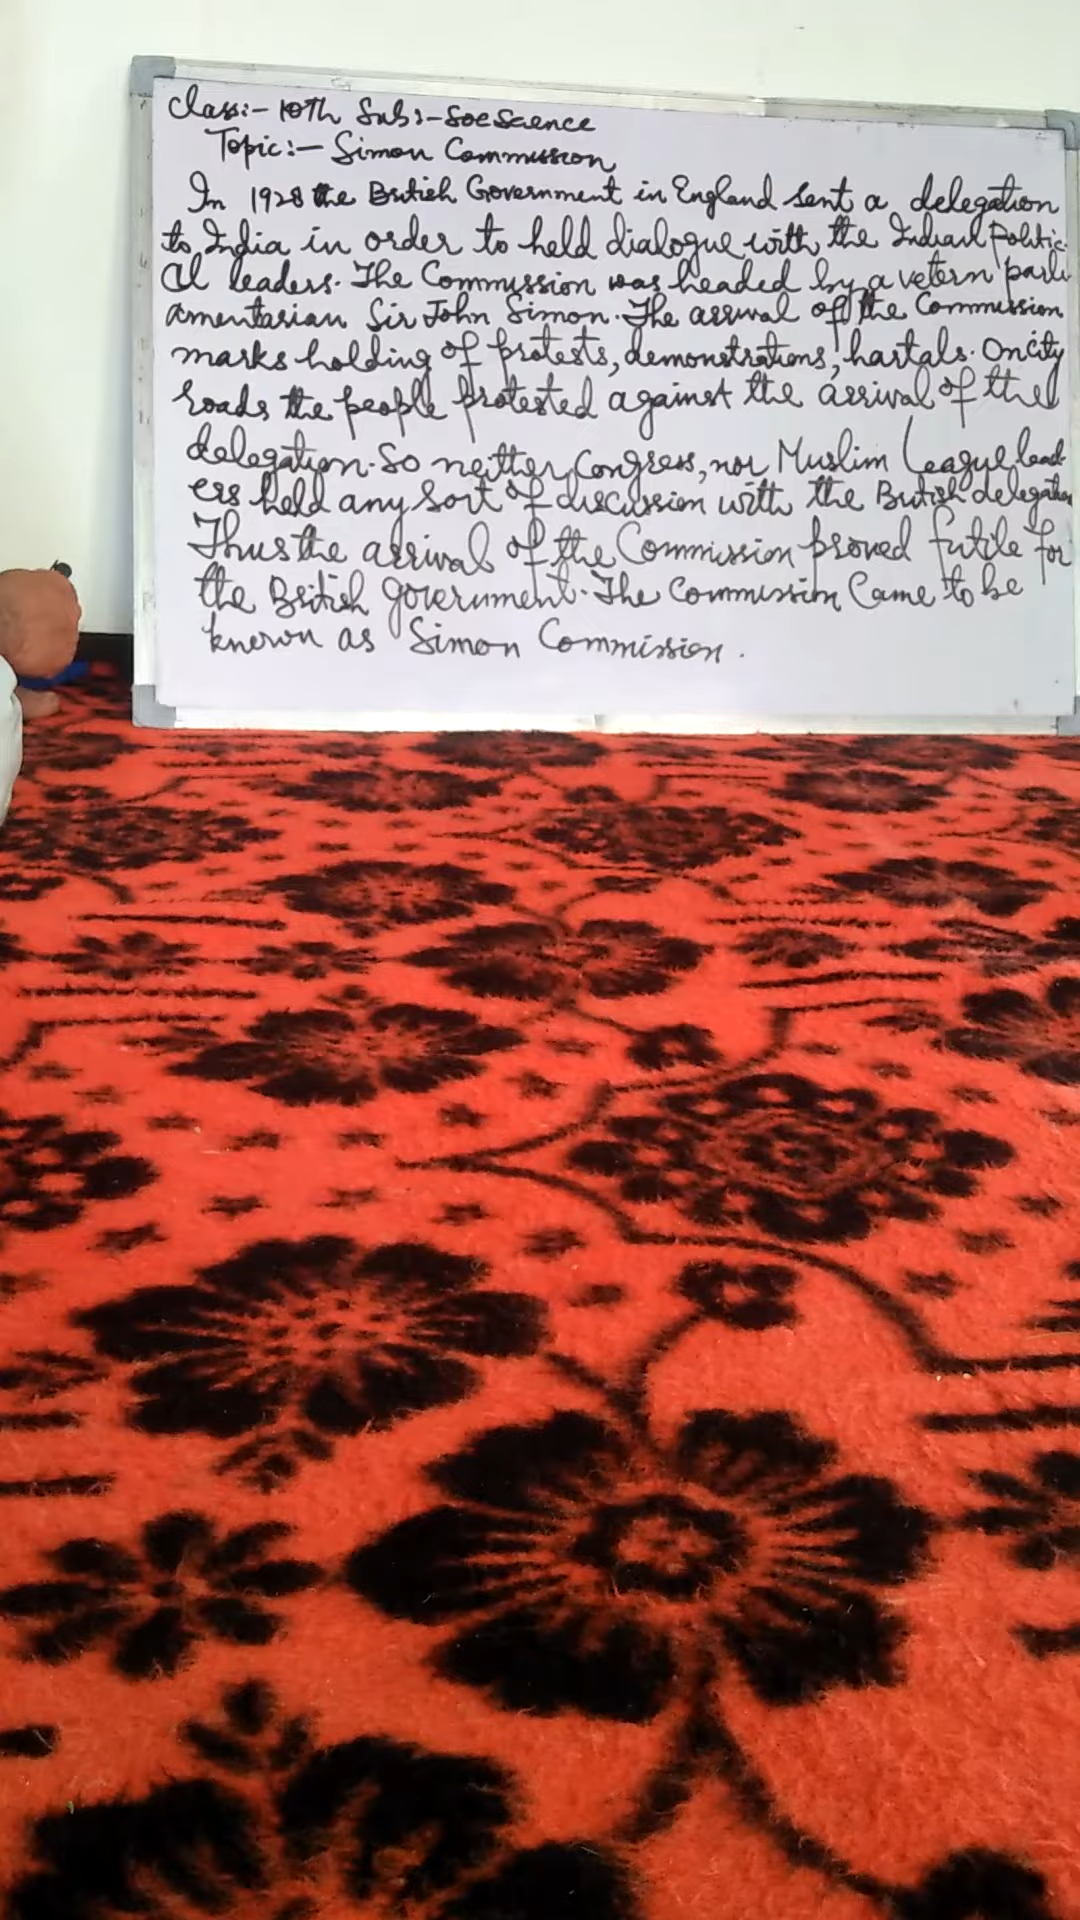 Class:- 10th Sub:- Soc Science
Topic:- Simon Commission
In 1928 the British Government in England sent a delegation
to India in order to held dialogue with the Indian Politic-
al leaders. The Commission was headed by a vetern parli
amentarian Sir John Simon. The arrival of the Commission
marks holding of protests, demonstrations, hartals. On city
roads the people protested against the arrival of the
delegation. So neither Congress, nor Muslim League lead-
ers held any sort of discussion with the British delegation
Thus the arrival of the Commission proved futile for
the British government. The Commission Came to be
known as Simon Commission.